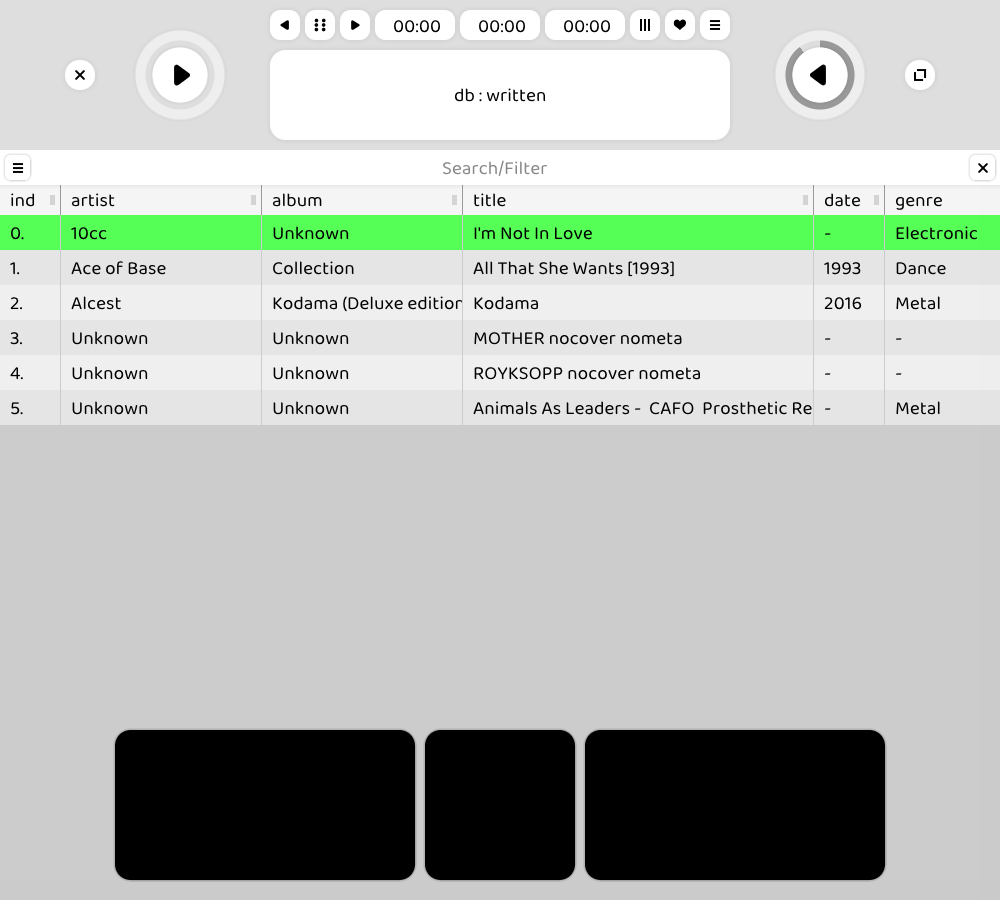 00:00 00:00 00:00
db : written
Search/Filter
ind artist album title date genre
0. 10cc Unknown I'm Not In Love - Electronic
1. Ace of Base Collection All That She Wants [1993] 1993 Dance
2. Alcest Kodama (Deluxe edition Kodama 2016 Metal
3. Unknown Unknown MOTHER nocover nometa - -
4. Unknown Unknown ROYKSOPP nocover nometa - -
5. Unknown Unknown Animals As Leaders - CAFO Prosthetic Re - Metal